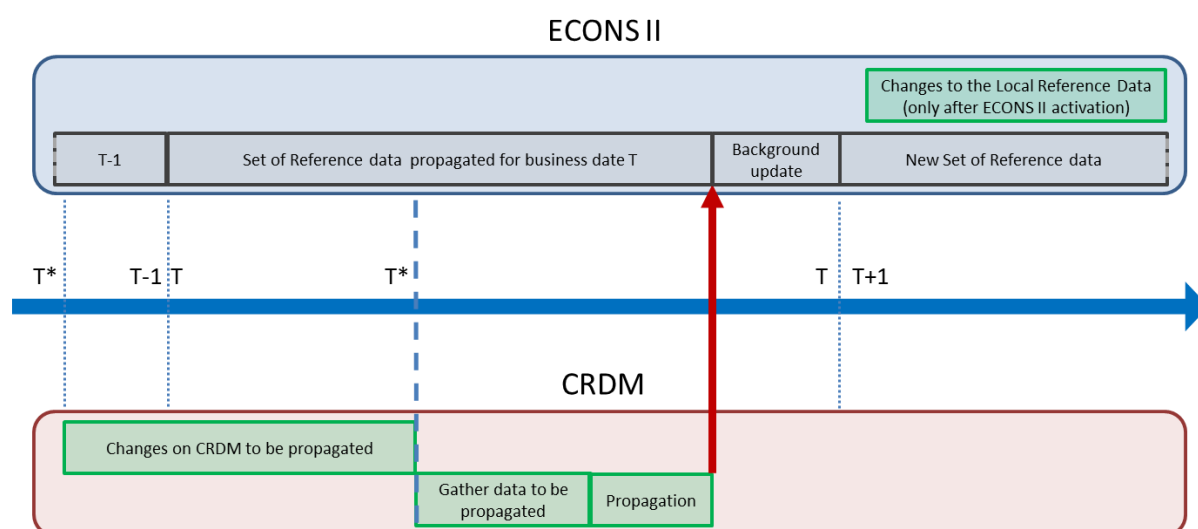 ECONS II
Changes to the Local Reference Data
(only after ECONS II activation)
T-1
Set of Reference data propagated for business date T
Background
update
New Set of Reference data
T*
T-1
T
T*
T
T+1
CRDM
Changes on CRDM to be propagated
Gather data to be
propagated
Propagation